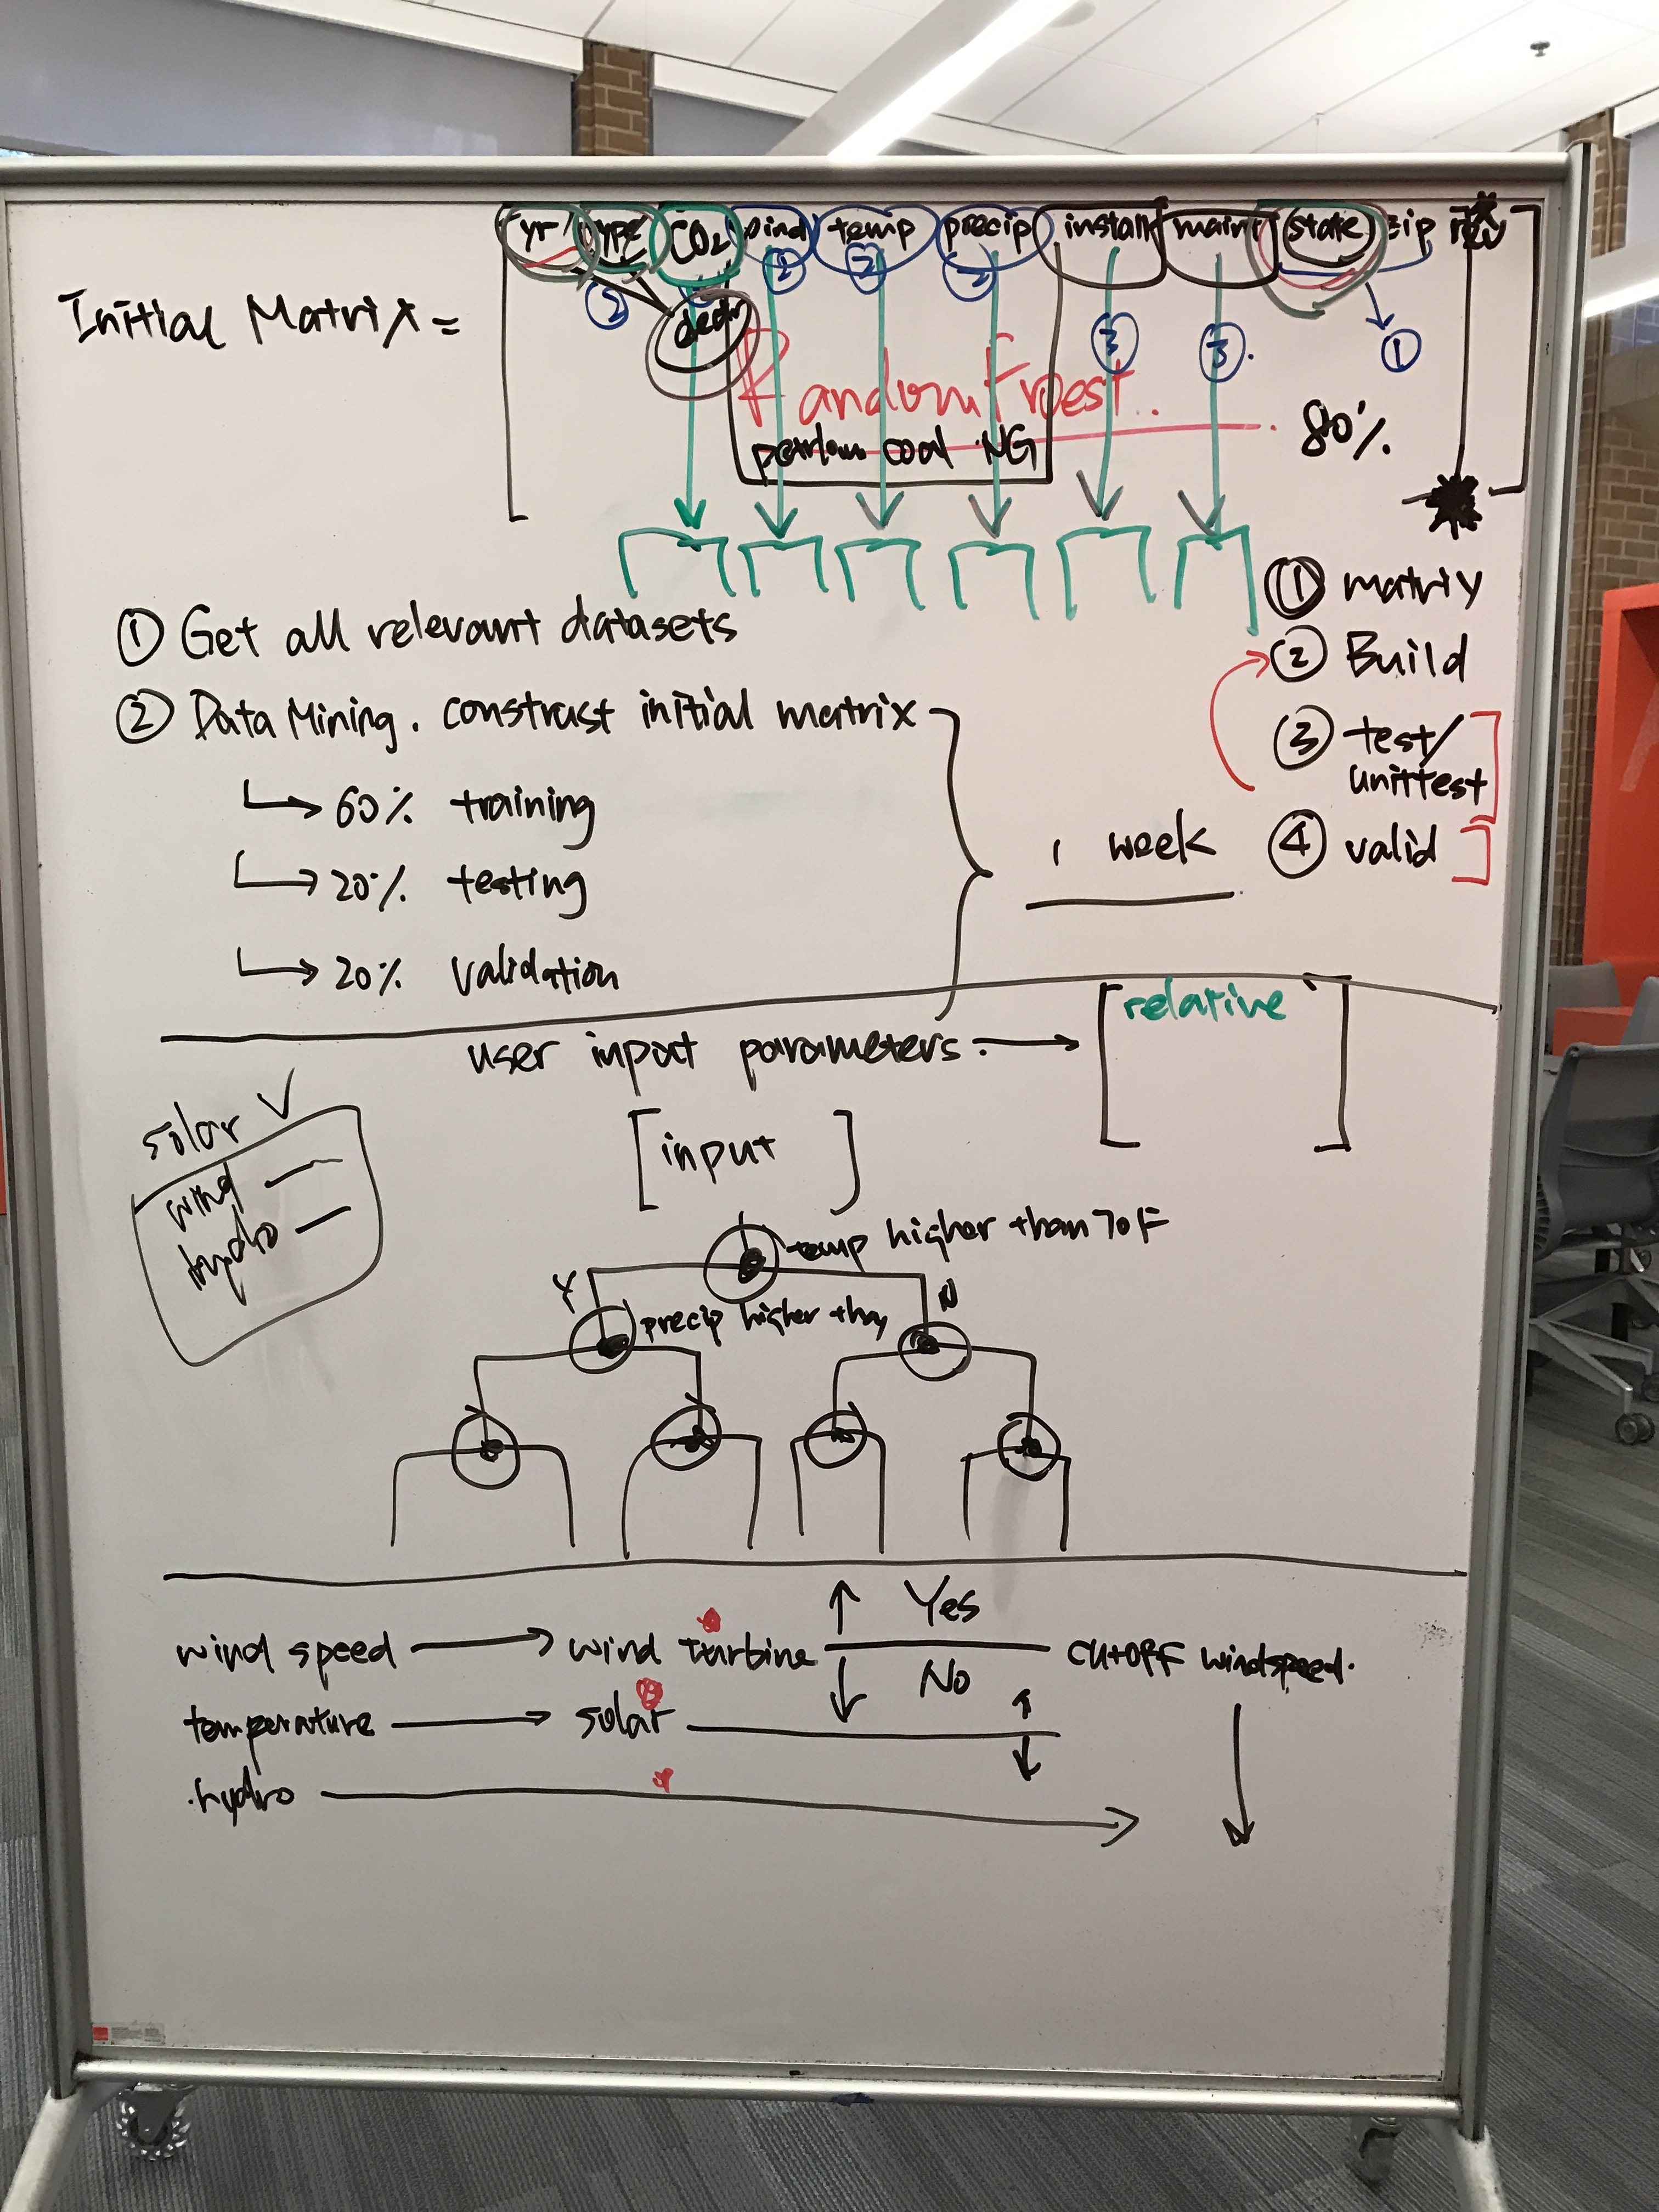 yr type CO2 wind temp precip install maint state zip rev
② ② ② ②
Initial Matrix =
③ ③. ①
Random Froest.
coal NG
80%
① matrix
① Get all relevant datasets
② Build
② Data Mining. construst initial matrix
③ test/
unittest
→ 60% training
1 week
④ valid
→ 20% testing
→ 20% validation
user input parameters. → [relative]
solar ✓
wind —
hydro —
[input]
temp higher than 70F
Y N
precip higher than
↑ Yes
wind speed → wind turbine cutoff windspeed.
↓ No
temperature → solar
hydro →